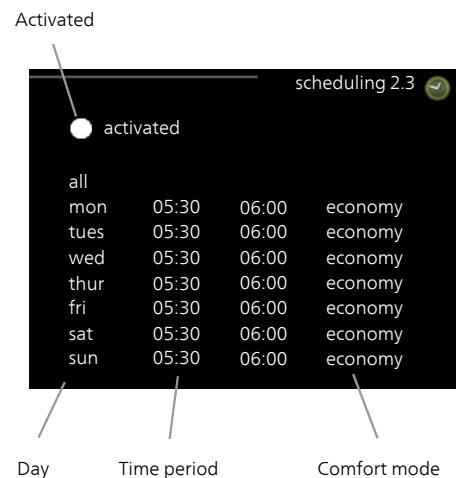 Activated
scheduling 2.3
activated
all
mon 05:30 06:00 economy
tues 05:30 06:00 economy
wed 05:30 06:00 economy
thur 05:30 06:00 economy
fri 05:30 06:00 economy
sat 05:30 06:00 economy
sun 05:30 06:00 economy
Day Time period Comfort mode